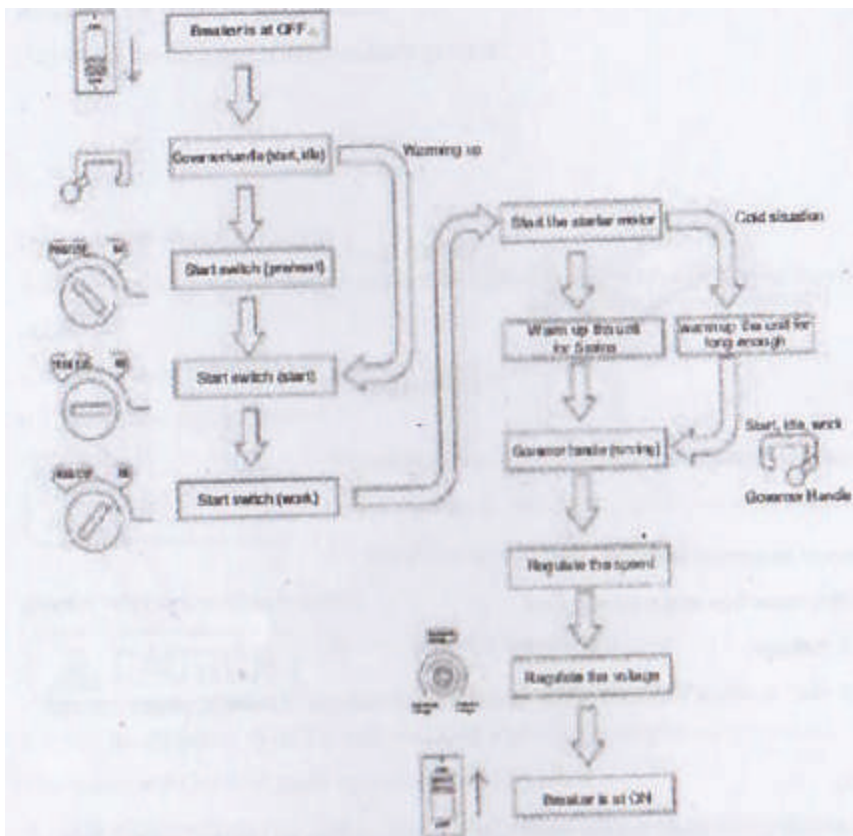 Breaker is at OFF
Governor handle (start, idle)
Warming up
Start switch (preheat)
Start switch (start)
Start switch (work)
Start the starter motor
Cold situation
Warm up the unit
for 5mins
warm up the unit for
long enough
Governor handle (running)
Start, idle, work
Governor Handle
Regulate the speed
Regulate the voltage
Breaker is at ON